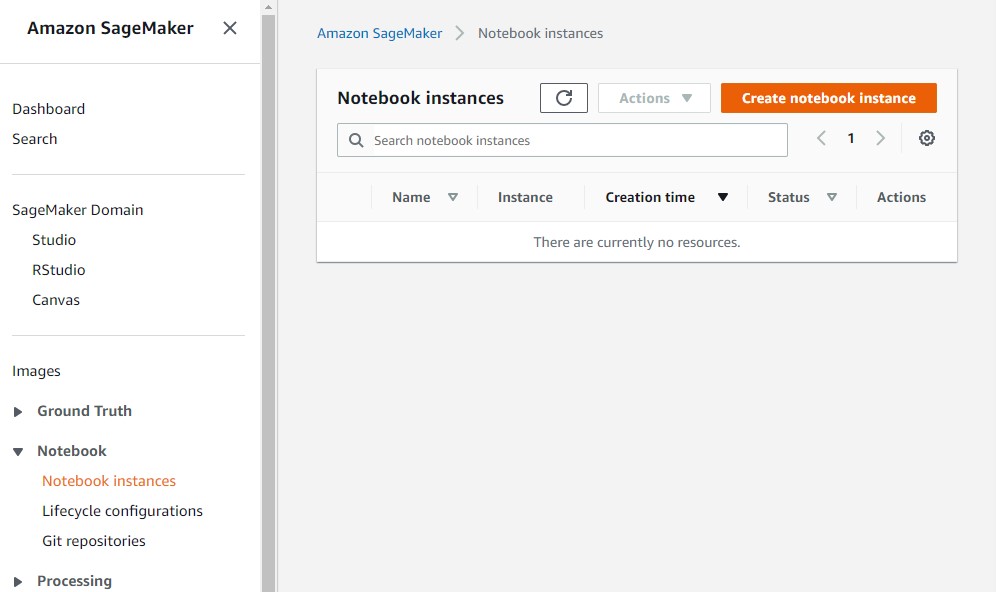 Amazon SageMaker
Dashboard
Search
SageMaker Domain
Studio
RStudio
Canvas
Images
Ground Truth
Notebook
Notebook instances
Lifecycle configurations
Git repositories
Processing
Amazon SageMaker Notebook instances
Notebook instances Actions Create notebook instance
Search notebook instances 1
Name Instance Creation time Status Actions
There are currently no resources.